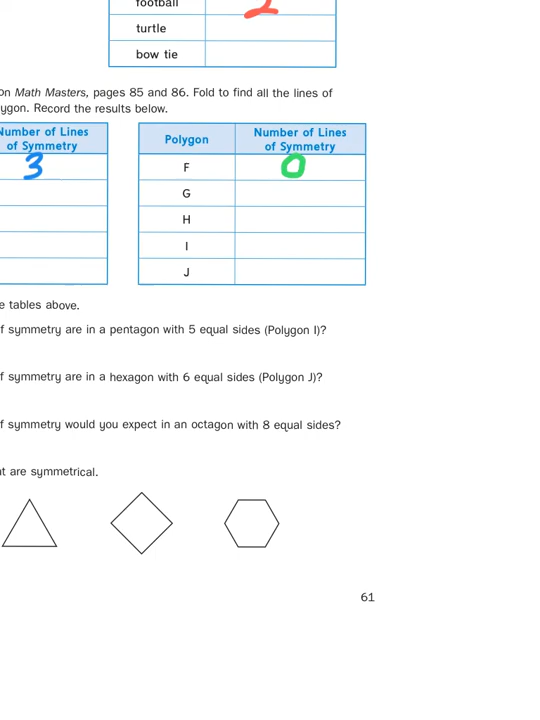 football 2
turtle
bow tie
on Math Masters, pages 85 and 86. Fold to find all the lines of
ygon. Record the results below.
Number of Lines
of Symmetry
3
Polygon Number of Lines
of Symmetry
F 0
G
H
I
J
e tables above.
f symmetry are in a pentagon with 5 equal sides (Polygon I)?
f symmetry are in a hexagon with 6 equal sides (Polygon J)?
f symmetry would you expect in an octagon with 8 equal sides?
at are symmetrical.
61